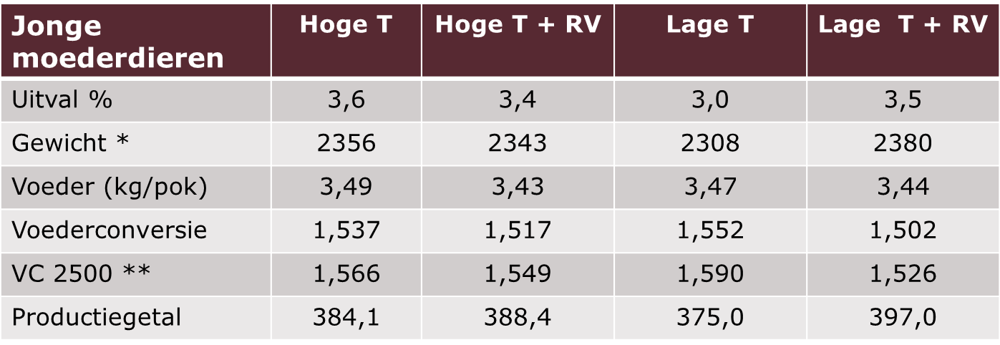 Jonge moederdieren Hoge T Hoge T + RV Lage T Lage T + RV
Uitval % 3,6 3,4 3,0 3,5
Gewicht * 2356 2343 2308 2380
Voeder (kg/pok) 3,49 3,43 3,47 3,44
Voederconversie 1,537 1,517 1,552 1,502
VC 2500 ** 1,566 1,549 1,590 1,526
Productiegetal 384,1 388,4 375,0 397,0